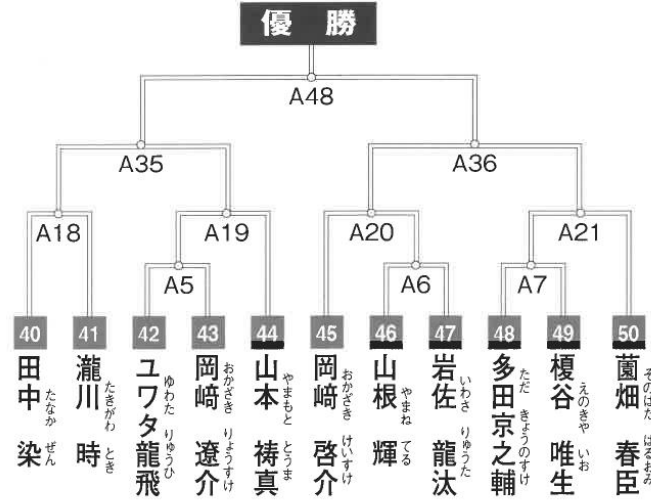 優勝
A48
A35
A36
A18
A19
A20
A21
A5
A6
A7
40
41
42
43
44
45
46
47
48
49
50
田中 染
たなか ぜん
瀧川 時
たきがわ とき
ユワタ龍飛
ゆわた りゅうひ
岡﨑 遼介
おかざき りょうすけ
山本 祷真
やまもと とうま
岡﨑 啓介
おかざき けいすけ
山根 輝
やまね てる
岩佐 龍汰
いわさ りゅうた
多田京之輔
ただ きょうのすけ
榎谷 唯生
えのきや いお
薗畑 春臣
そのはた はるおみ